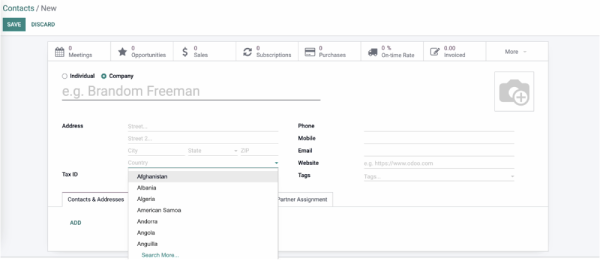 Contacts / New
SAVE DISCARD
0 Meetings
0 Opportunities
0 Sales
0 Subscriptions
0 Purchases
0 % On-time Rate
0.00 Invoiced
More
Individual Company
e.g. Brandom Freeman
Address
Street...
Street 2...
City State ZIP
Country
Tax ID
Phone
Mobile
Email
Website e.g. https://www.odoo.com
Tags Tags...
Afghanistan
Albania
Algeria
American Samoa
Andorra
Angola
Anguilla
Search More...
Contacts & Addresses
Partner Assignment
ADD